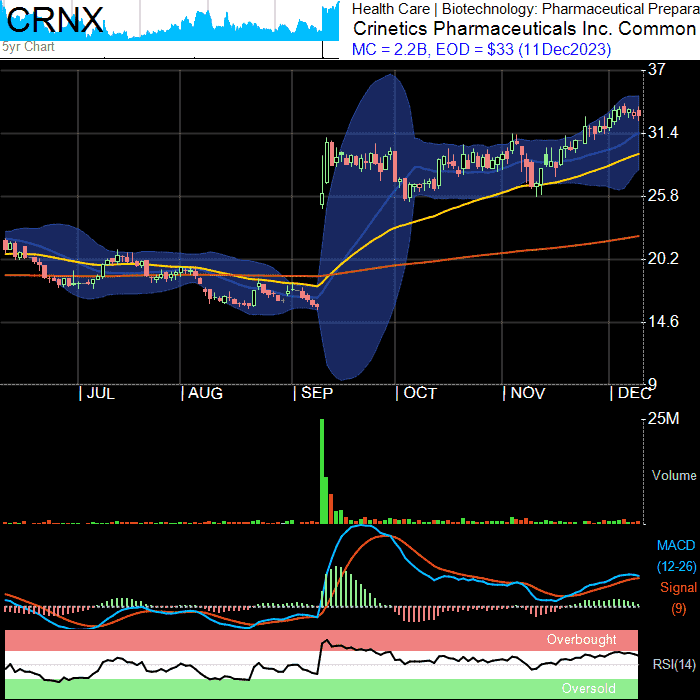 CRNX
5yr Chart
Health Care | Biotechnology: Pharmaceutical Prepara
Crinetics Pharmaceuticals Inc. Common
MC = 2.2B, EOD = $33 (11Dec2023)
37
31.4
25.8
20.2
14.6
9
| JUL | AUG | SEP | OCT | NOV | DEC
25M
Volume
MACD
(12-26)
Signal
(9)
Overbought
RSI(14)
Oversold